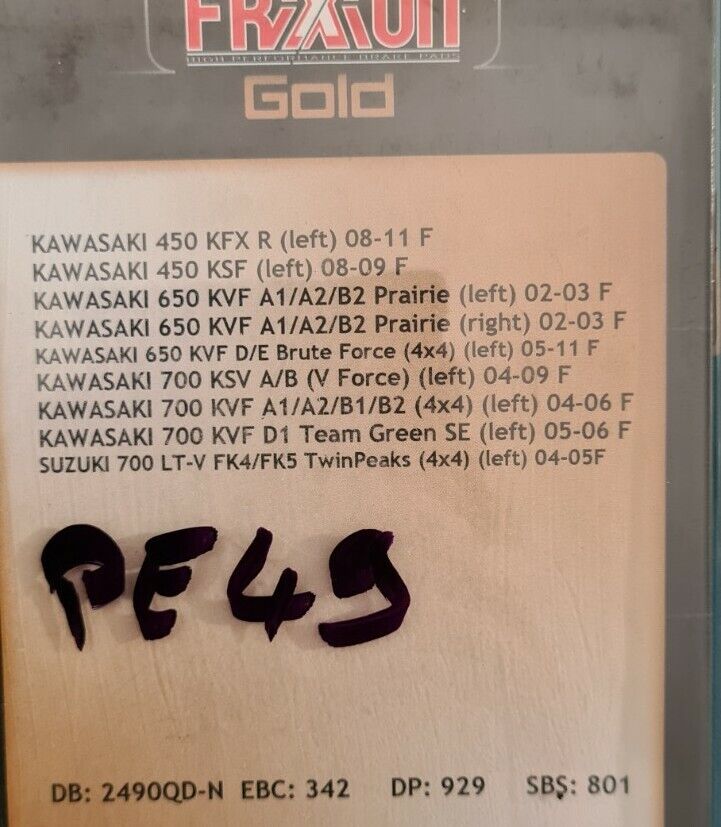 FRIXION
HIGH PERFORMANCE BRAKE PADS
Gold
KAWASAKI 450 KFX R (left) 08-11 F
KAWASAKI 450 KSF (left) 08-09 F
KAWASAKI 650 KVF A1/A2/B2 Prairie (left) 02-03 F
KAWASAKI 650 KVF A1/A2/B2 Prairie (right) 02-03 F
KAWASAKI 650 KVF D/E Brute Force (4x4) (left) 05-11 F
KAWASAKI 700 KSV A/B (V Force) (left) 04-09 F
KAWASAKI 700 KVF A1/A2/B1/B2 (4x4) (left) 04-06 F
KAWASAKI 700 KVF D1 Team Green SE (left) 05-06 F
SUZUKI 700 LT-V FK4/FK5 TwinPeaks (4x4) (left) 04-05F
PE49
DB: 2490QD-N EBC: 342 DP: 929 SBS: 801